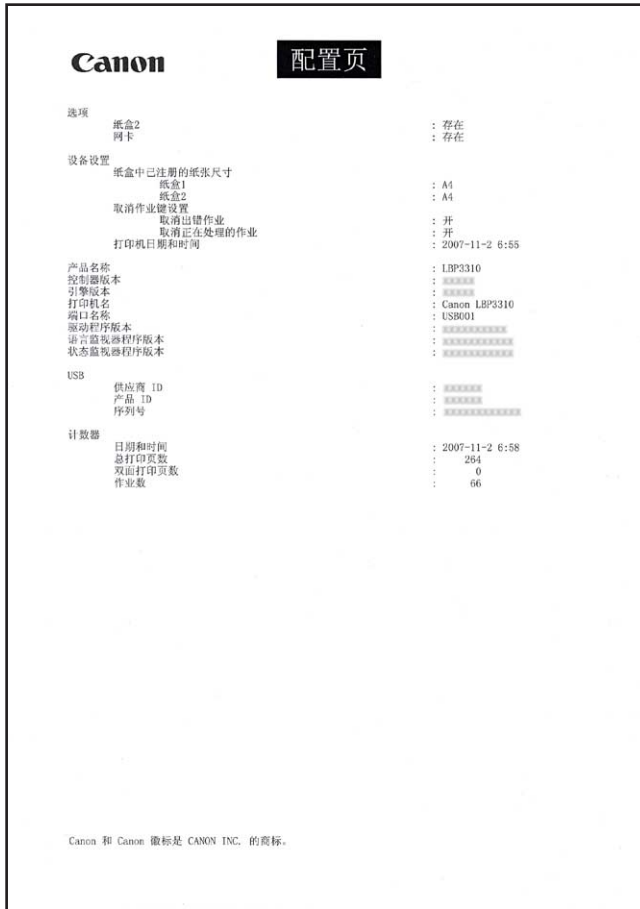 Canon 配置页
选项
纸盒2 : 存在
网卡 : 存在
设备设置
纸盒中已注册的纸张尺寸
纸盒1 : A4
纸盒2 : A4
取消作业键设置
取消出错作业 : 开
取消正在处理的作业 : 开
打印机日期和时间 : 2007-11-2 6:55
产品名称 : LBP3310
控制器版本 :
引擎版本 :
打印机名 : Canon LBP3310
端口名称 : USB001
驱动程序版本 :
语言监视器程序版本 :
状态监视器程序版本 :
USB
供应商 ID :
产品 ID :
序列号 :
计数器
日期和时间 : 2007-11-2 6:58
总打印页数 : 264
双面打印页数 : 0
作业数 : 66
Canon 和 Canon 徽标是 CANON INC. 的商标。